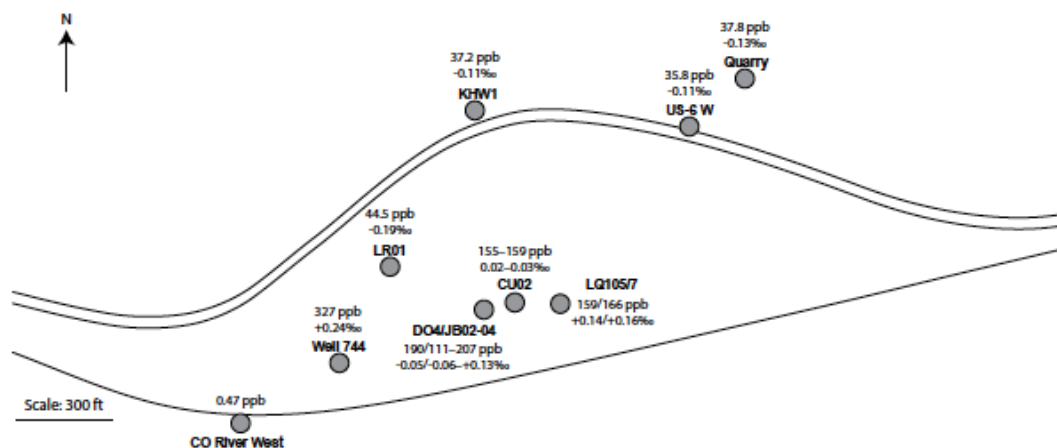 N
37.8 ppb
-0.13‰
Quarry
37.2 ppb
-0.11‰
KHW1
35.8 ppb
-0.11‰
US-6 W
44.5 ppb
-0.19‰
LR01
155–159 ppb
0.02–0.03‰
CU02
LQ105/7
159/166 ppb
+0.14/+0.16‰
327 ppb
+0.24‰
Well 744
DO4/JB02-04
190/111–207 ppb
-0.05/-0.06–+0.13‰
Scale: 300 ft
0.47 ppb
CO River West